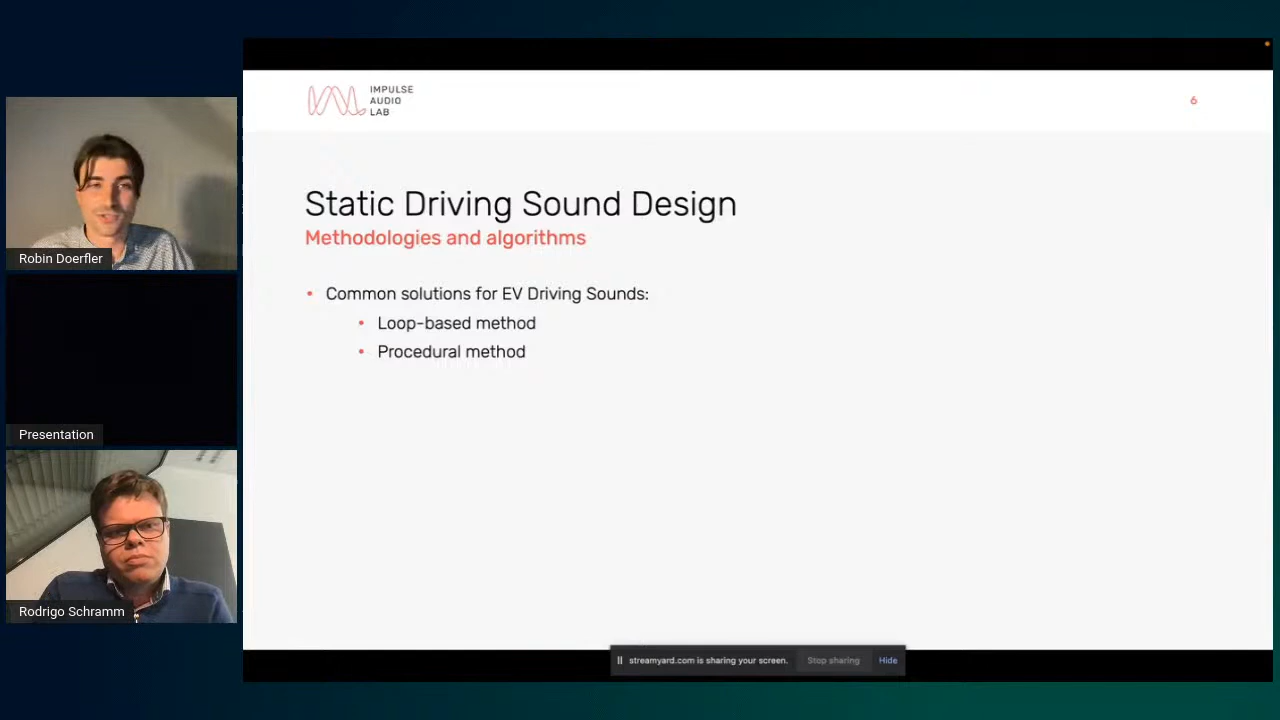 IMPULSE
AUDIO
LAB
6
Static Driving Sound Design
Methodologies and algorithms
• Common solutions for EV Driving Sounds:
• Loop-based method
• Procedural method
Robin Doerfler
Presentation
Rodrigo Schramm
streamyard.com is sharing your screen.
Stop sharing
Hide